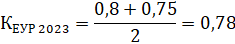 К_ЕУР 2023 = (0,8 + 0,75) / 2 = 0,78